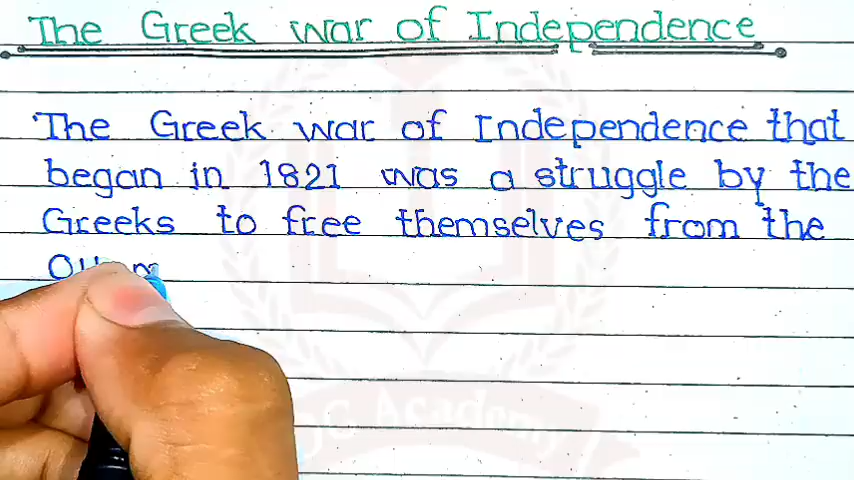 The Greek war of Independence
The Greek war of Independence that
began in 1821 was a struggle by the
Greeks to free themselves from the
Academy